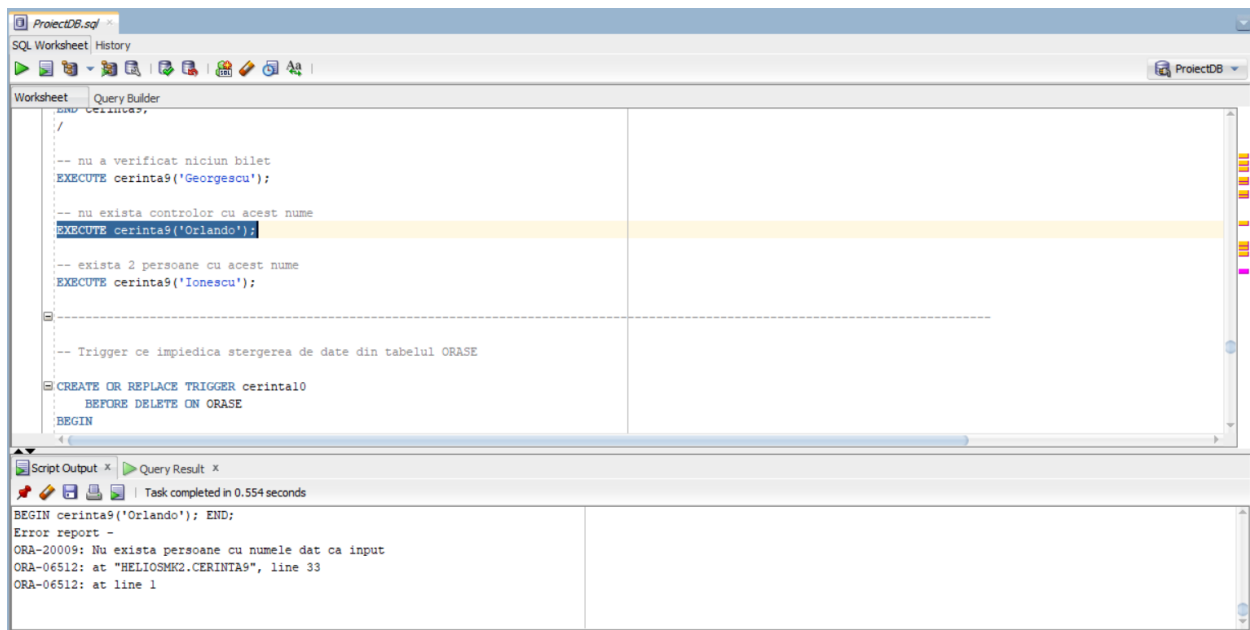 ProiectDB.sql
SQL Worksheet History
ProiectDB
Worksheet Query Builder
END cerinta9;
/
-- nu a verificat niciun bilet
EXECUTE cerinta9('Georgescu');
-- nu exista controlor cu acest nume
EXECUTE cerinta9('Orlando');
-- exista 2 persoane cu acest nume
EXECUTE cerinta9('Ionescu');
-- Trigger ce impiedica stergerea de date din tabelul ORASE
CREATE OR REPLACE TRIGGER cerinta10
BEFORE DELETE ON ORASE
BEGIN
Script Output x Query Result x
Task completed in 0.554 seconds
BEGIN cerinta9('Orlando'); END;
Error report -
ORA-20009: Nu exista persoane cu numele dat ca input
ORA-06512: at "HELIOSMK2.CERINTA9", line 33
ORA-06512: at line 1